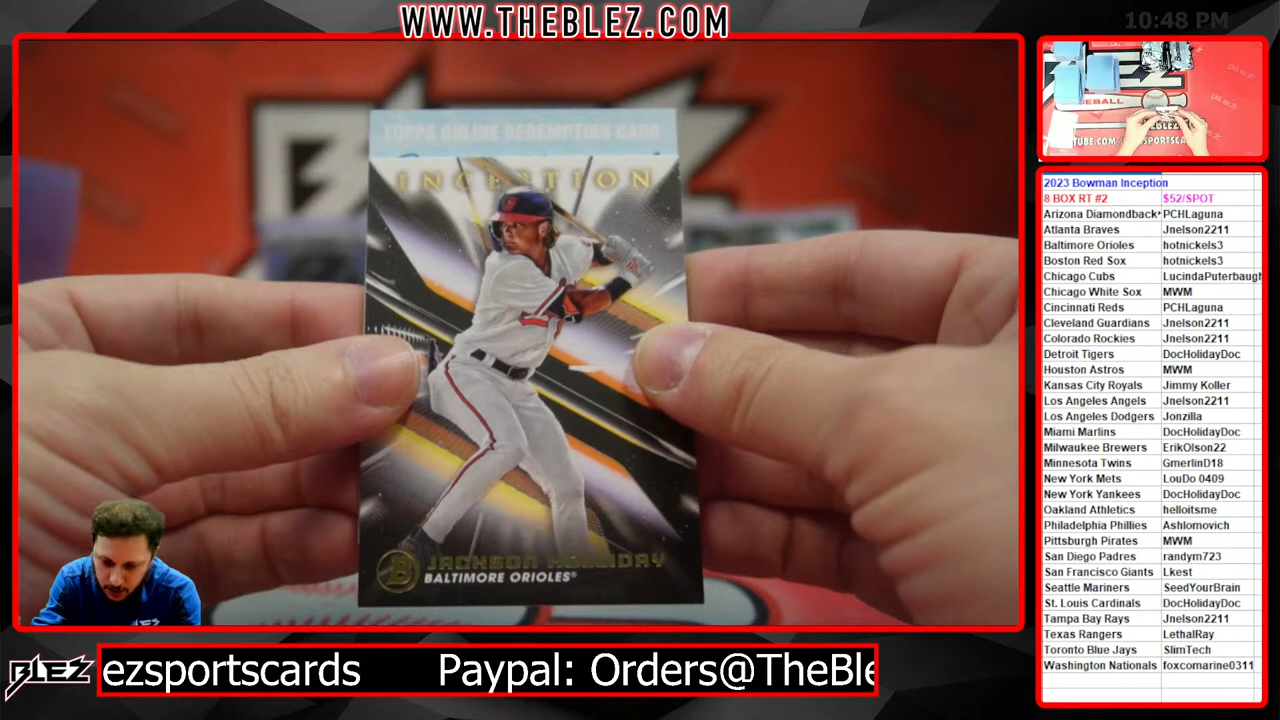 WWW.THEBLEZ.COM
10:48 PM
TOPPS ONLINE REDEMPTION CARD
INCEPTION
JACKSON HOLLIDAY
BALTIMORE ORIOLES®
2023 Bowman Inception
8 BOX RT #2 $52/SPOT
Arizona Diamondback PCHLaguna
Atlanta Braves Jnelson2211
Baltimore Orioles hotnickels3
Boston Red Sox hotnickels3
Chicago Cubs LucindaPuterbaugh
Chicago White Sox MWM
Cincinnati Reds PCHLaguna
Cleveland Guardians Jnelson2211
Colorado Rockies Jnelson2211
Detroit Tigers DocHolidayDoc
Houston Astros MWM
Kansas City Royals Jimmy Koller
Los Angeles Angels Jnelson2211
Los Angeles Dodgers Jonzilla
Miami Marlins DocHolidayDoc
Milwaukee Brewers ErikOlson22
Minnesota Twins GmerlinD18
New York Mets LouDo 0409
New York Yankees DocHolidayDoc
Oakland Athletics helloitsme
Philadelphia Phillies Ashlomovich
Pittsburgh Pirates MWM
San Diego Padres randym723
San Francisco Giants Lkest
Seattle Mariners SeedYourBrain
St. Louis Cardinals DocHolidayDoc
Tampa Bay Rays Jnelson2211
Texas Rangers LethalRay
Toronto Blue Jays SlimTech
Washington Nationals foxcomarine0311
BLEZ
ezsportscards Paypal: Orders@TheBle